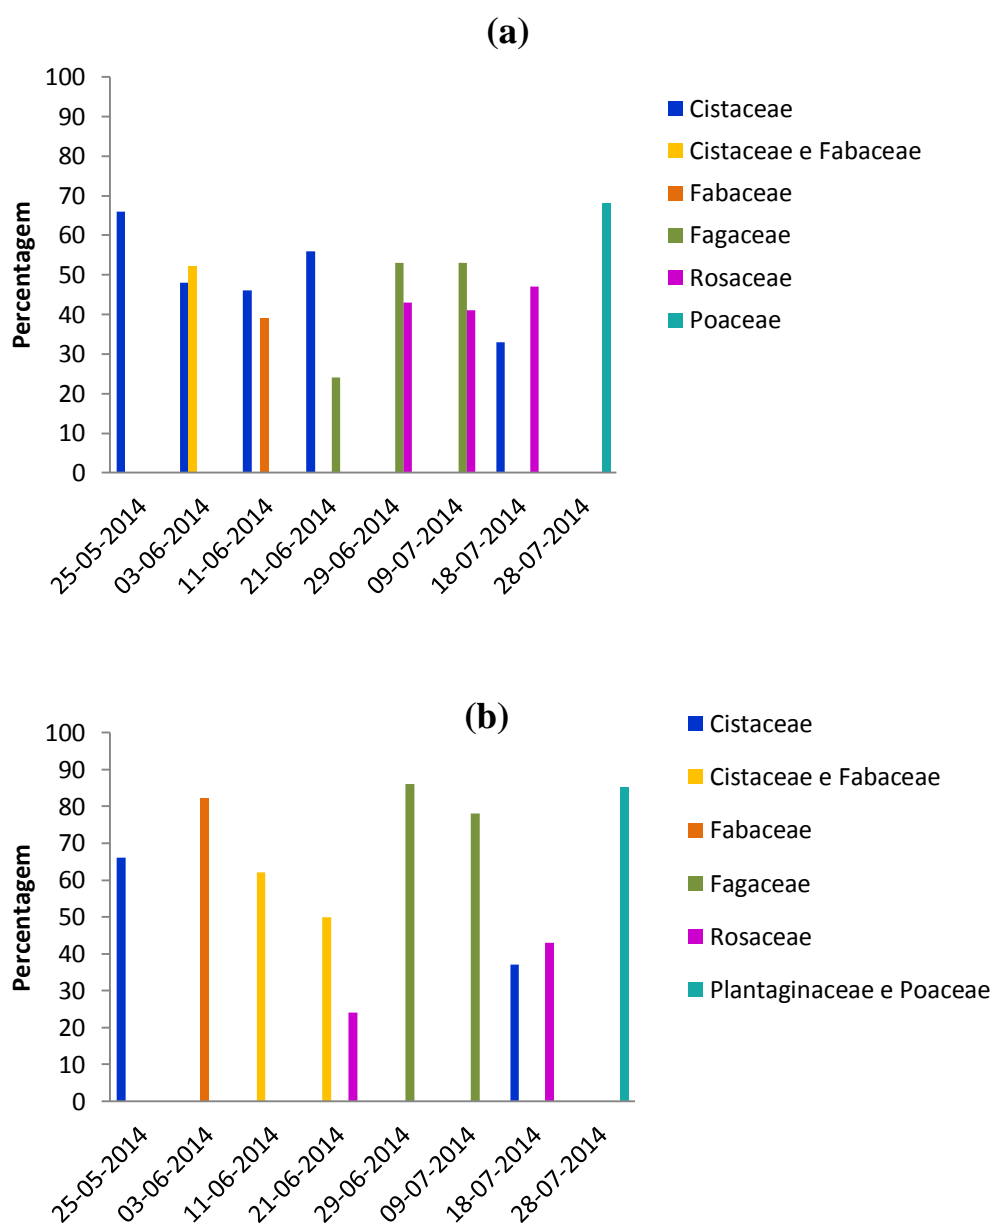 (a)
100
90
80
70
60
50
40
30
20
10
0
Percentagem
25-05-2014
03-06-2014
11-06-2014
21-06-2014
29-06-2014
09-07-2014
18-07-2014
28-07-2014
Cistaceae
Cistaceae e Fabaceae
Fabaceae
Fagaceae
Rosaceae
Poaceae
(b)
100
90
80
70
60
50
40
30
20
10
0
Percentagem
25-05-2014
03-06-2014
11-06-2014
21-06-2014
29-06-2014
09-07-2014
18-07-2014
28-07-2014
Cistaceae
Cistaceae e Fabaceae
Fabaceae
Fagaceae
Rosaceae
Plantaginaceae e Poaceae